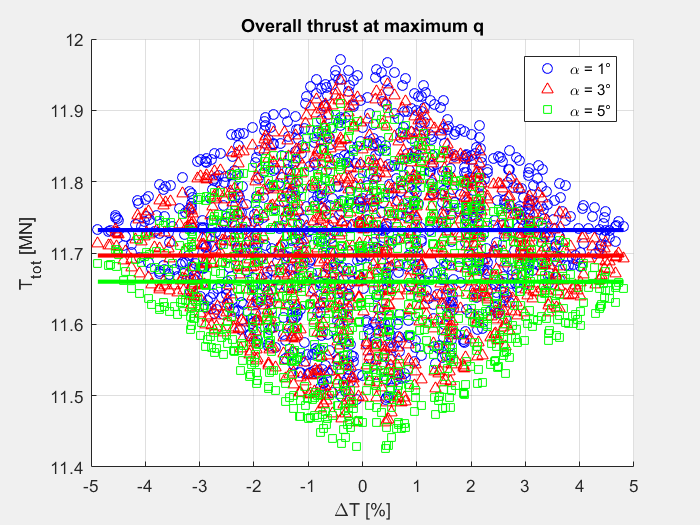 Overall thrust at maximum q
12
11.9
11.8
11.7
11.6
11.5
11.4
T_tot [MN]
α = 1°
α = 3°
α = 5°
-5 -4 -3 -2 -1 0 1 2 3 4 5
ΔT [%]